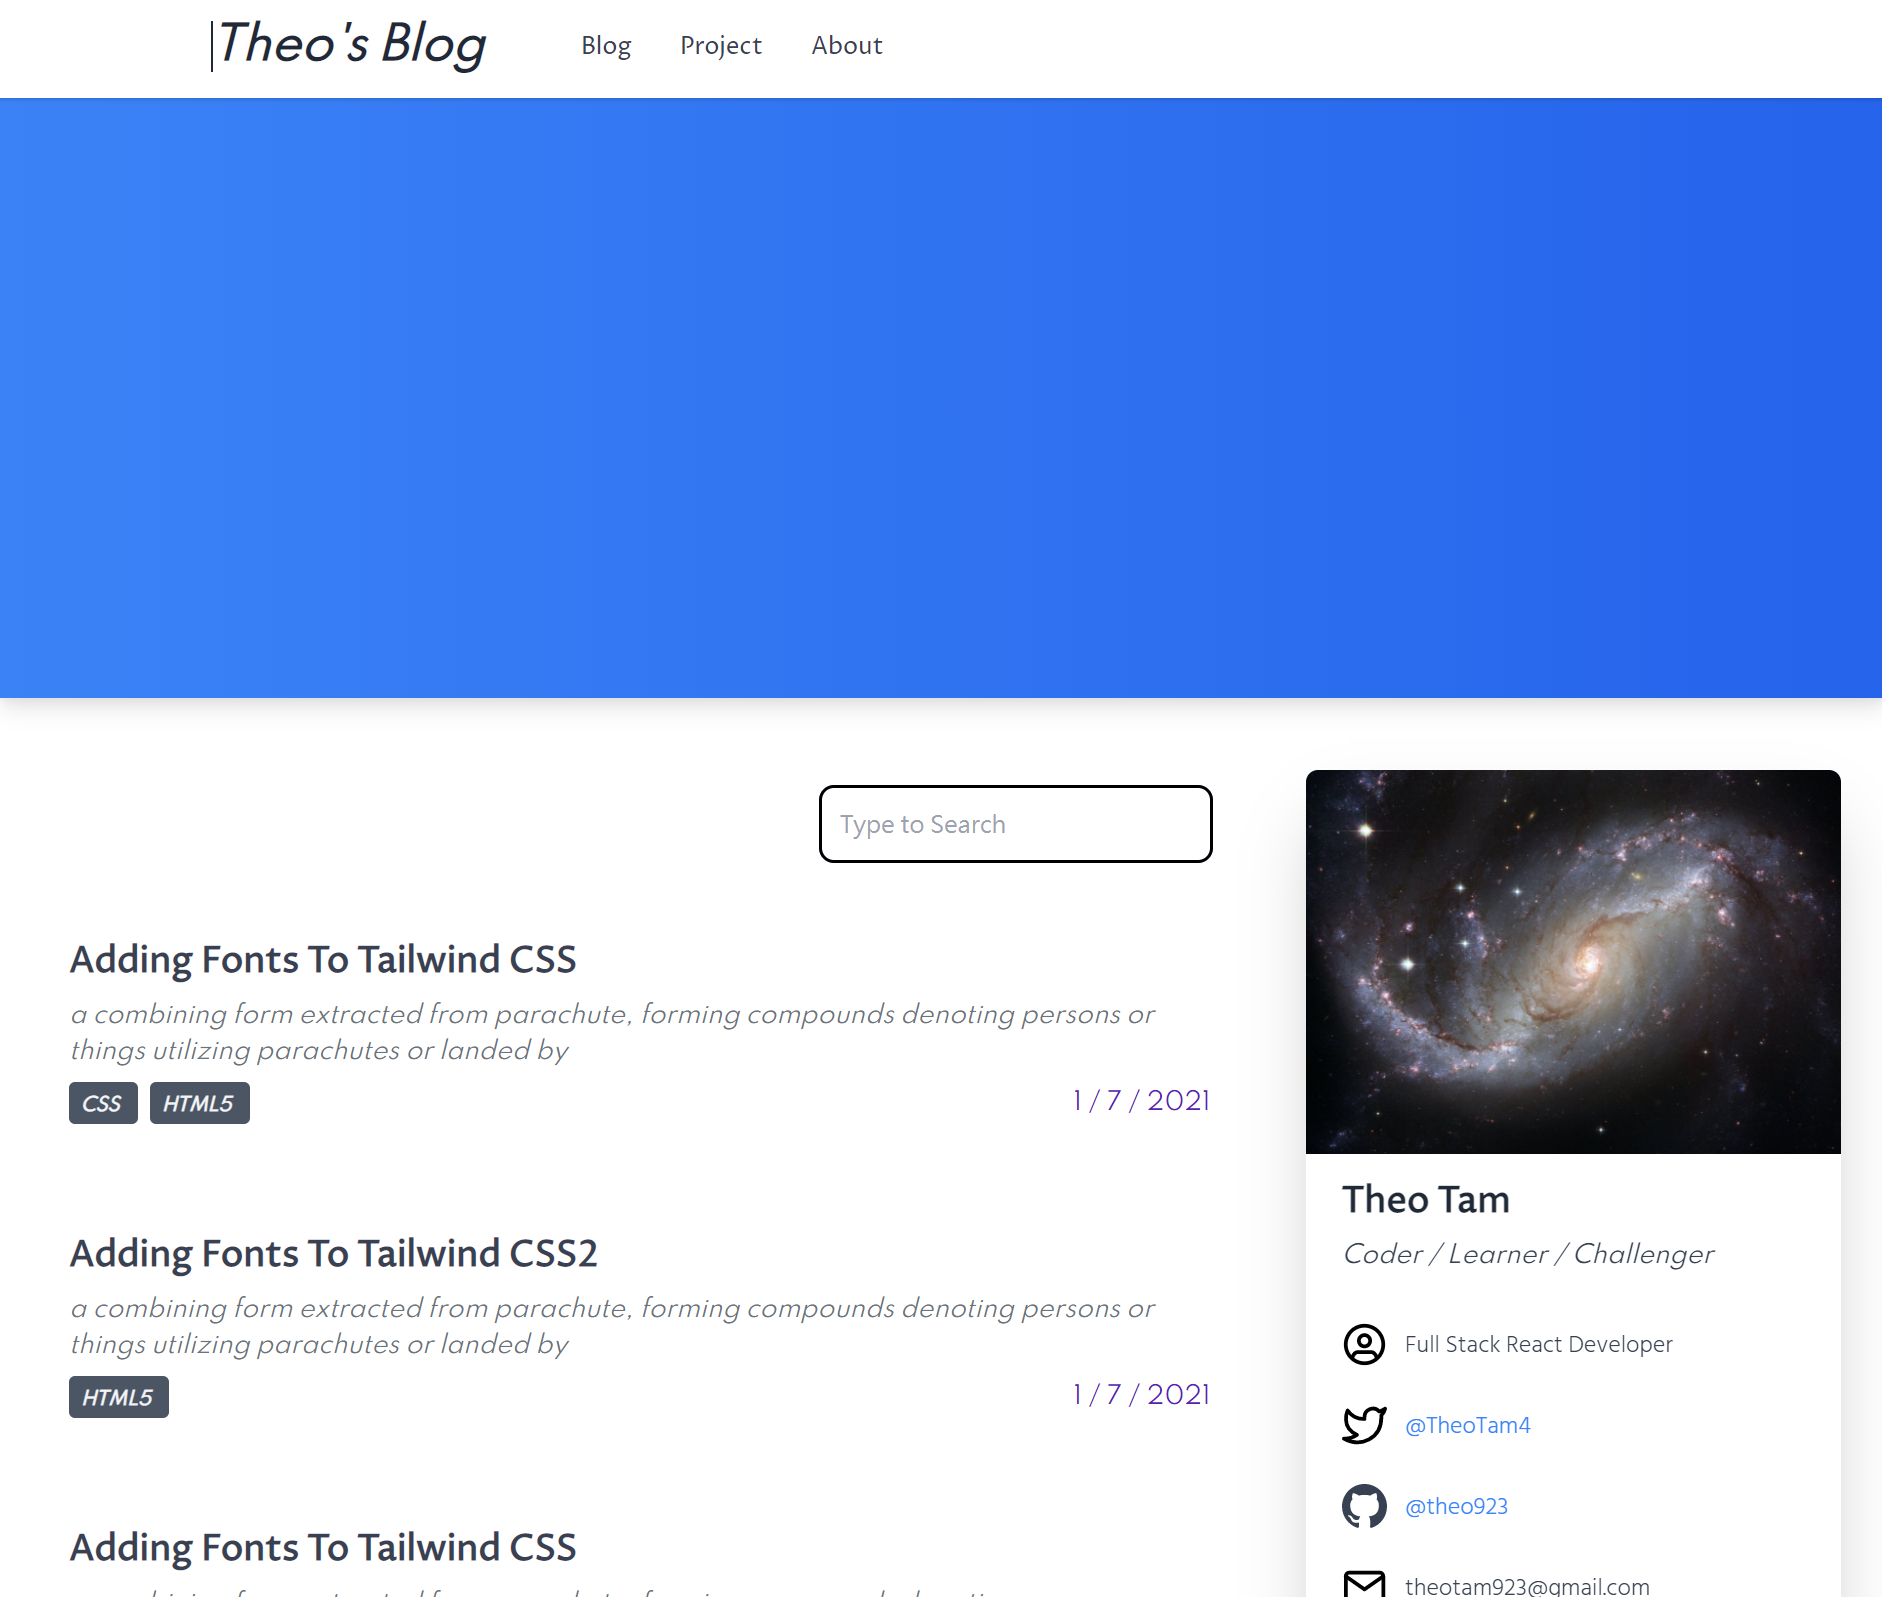 Theo's Blog
Blog
Project
About
Type to Search
Adding Fonts To Tailwind CSS
a combining form extracted from parachute, forming compounds denoting persons or
things utilizing parachutes or landed by
CSS
HTML5
1 / 7 / 2021
Adding Fonts To Tailwind CSS2
a combining form extracted from parachute, forming compounds denoting persons or
things utilizing parachutes or landed by
HTML5
1 / 7 / 2021
Adding Fonts To Tailwind CSS
Theo Tam
Coder / Learner / Challenger
Full Stack React Developer
@TheoTam4
@theo923
theotam923@gmail.com